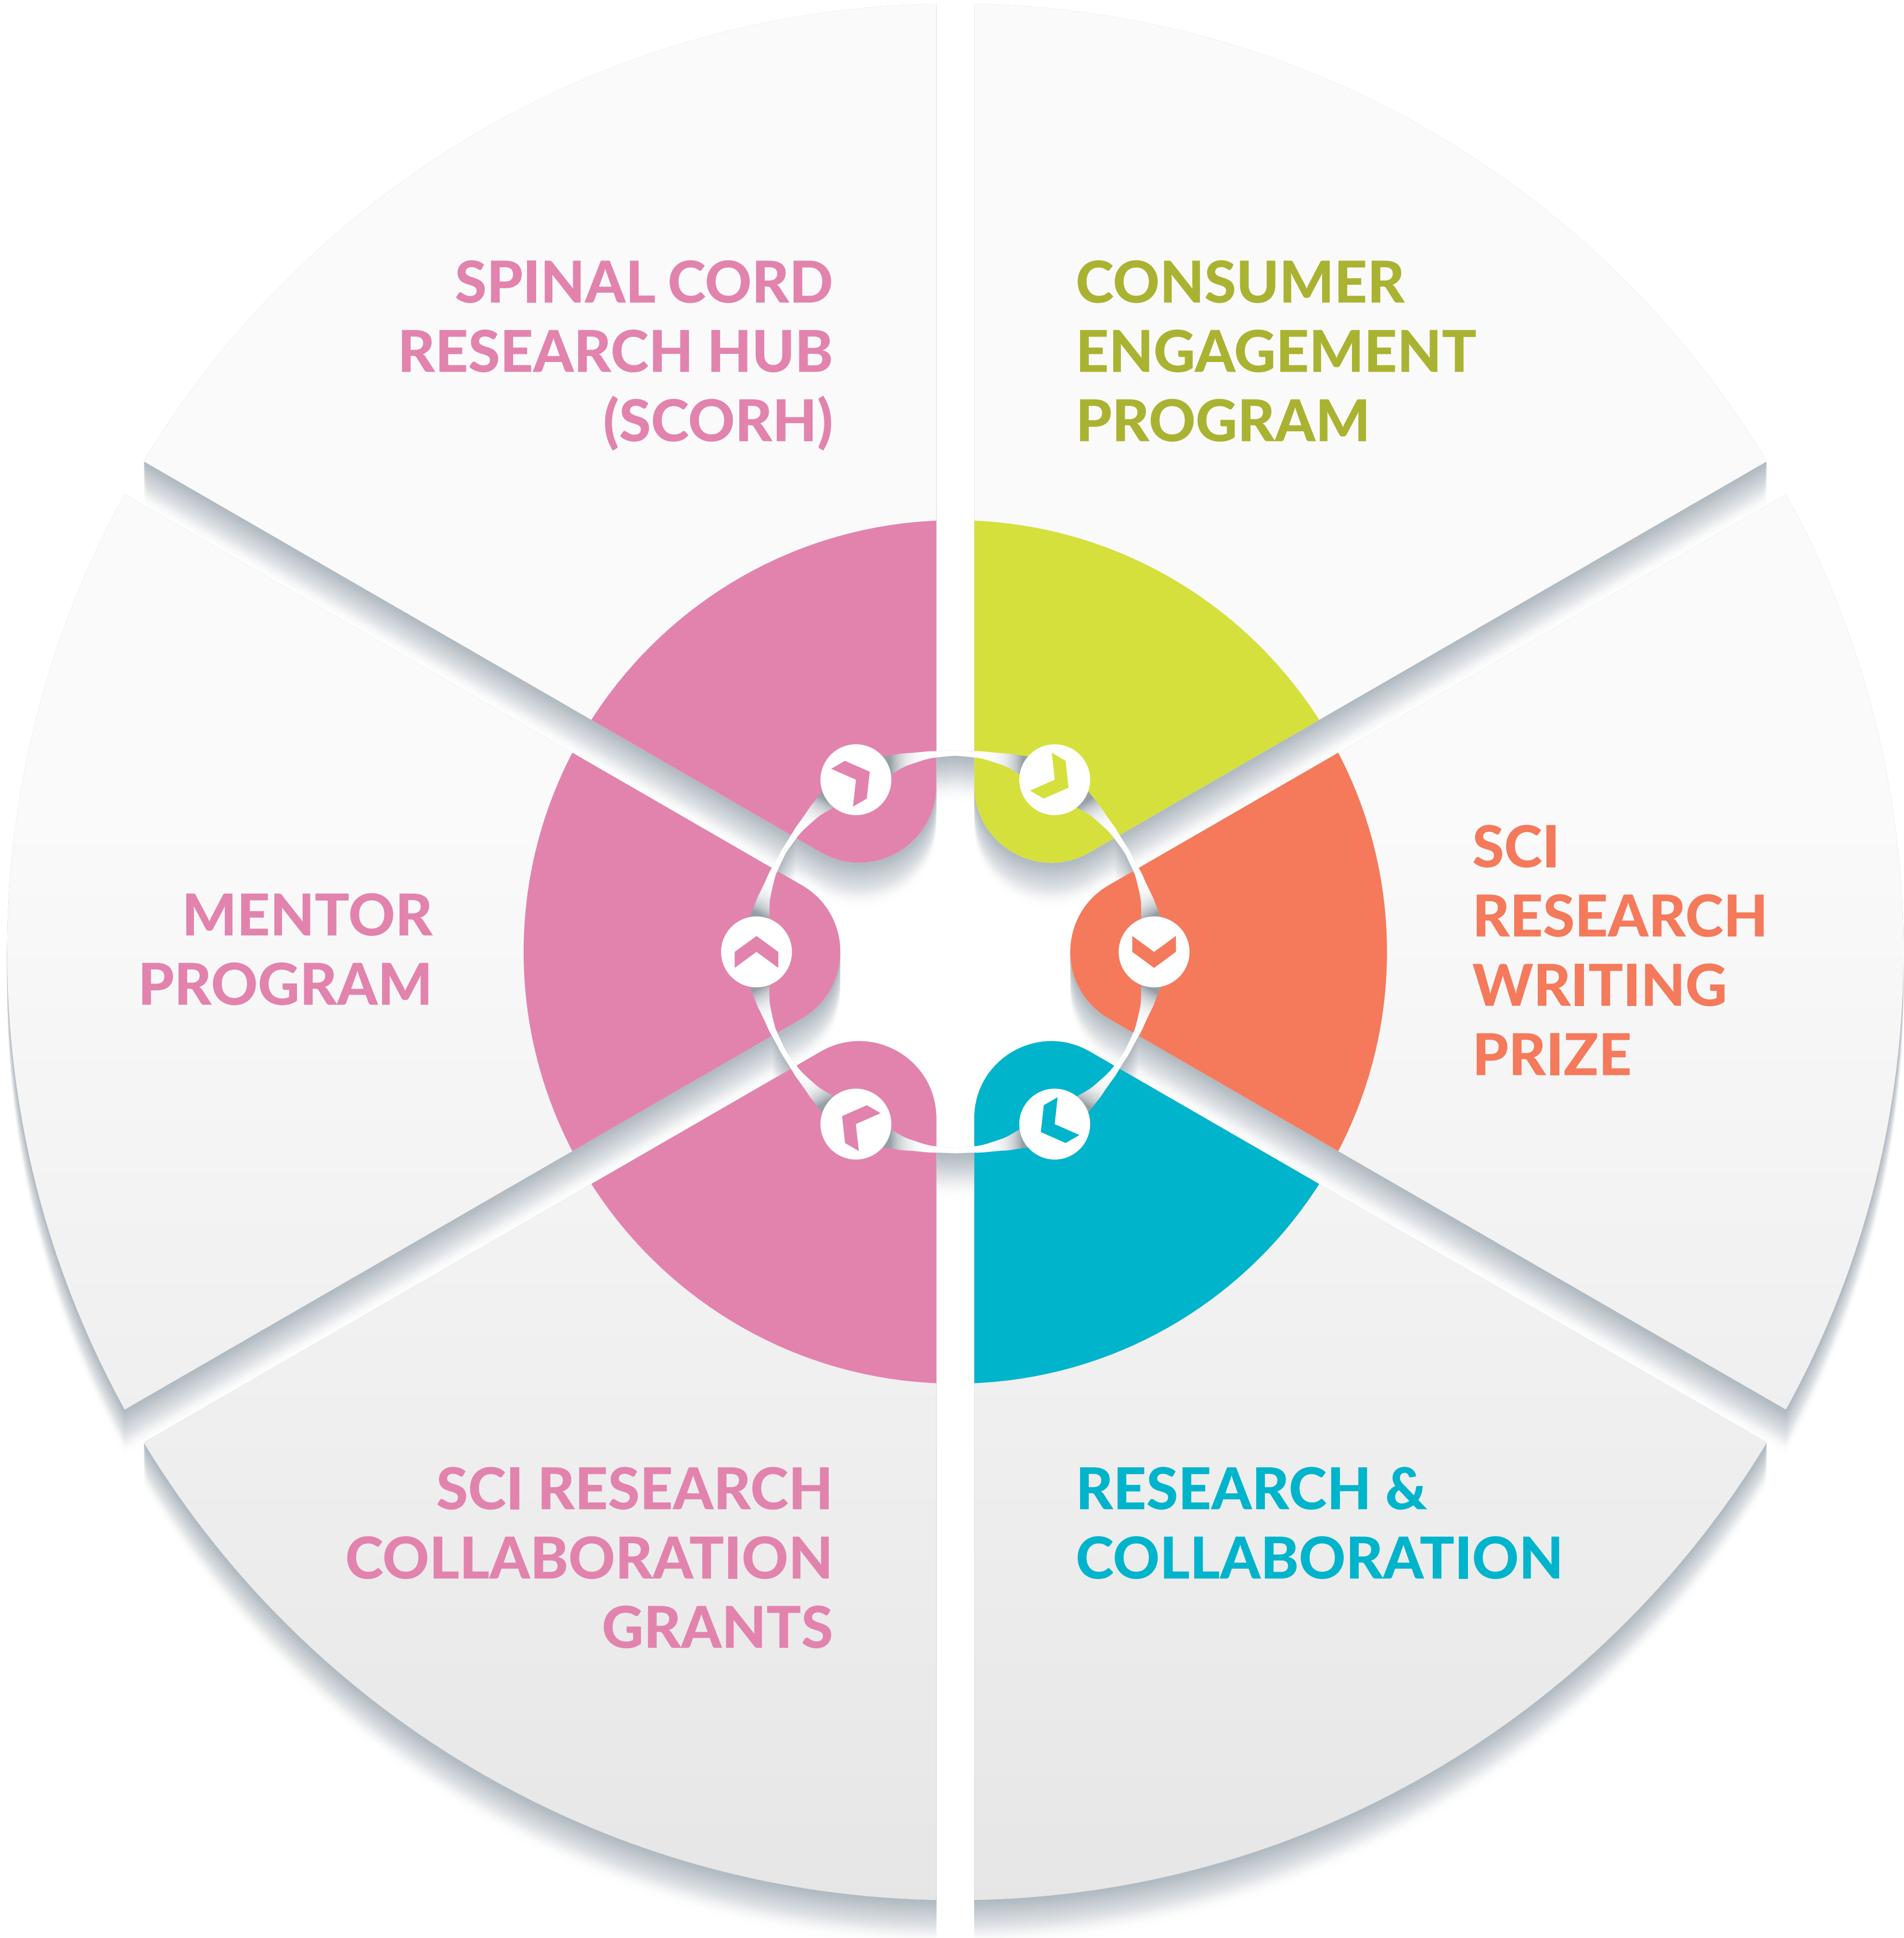 SPINAL CORD
RESEARCH HUB
(SCORH)
CONSUMER
ENGAGEMENT
PROGRAM
MENTOR
PROGRAM
SCI
RESEARCH
WRITING
PRIZE
SCI RESEARCH
COLLABORATION
GRANTS
RESEARCH &
COLLABORATION